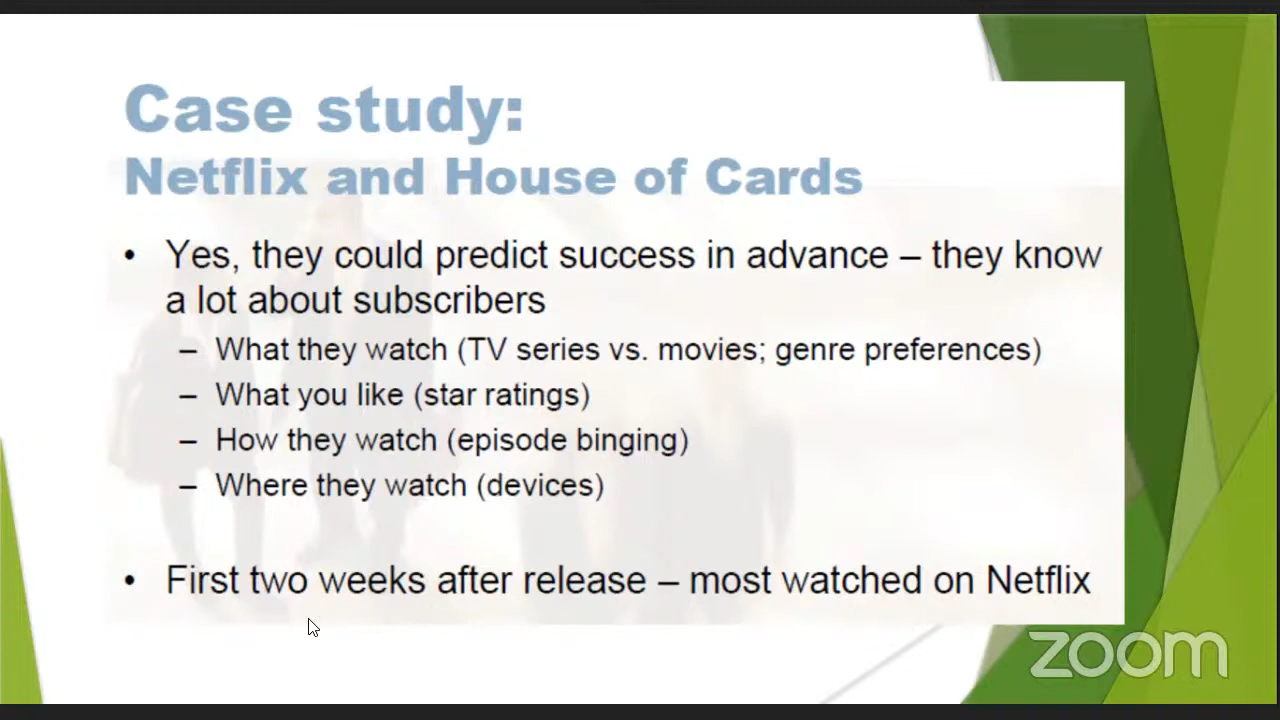 Case study:
Netflix and House of Cards
• Yes, they could predict success in advance – they know
a lot about subscribers
– What they watch (TV series vs. movies; genre preferences)
– What you like (star ratings)
– How they watch (episode binging)
– Where they watch (devices)
• First two weeks after release – most watched on Netflix
zoom